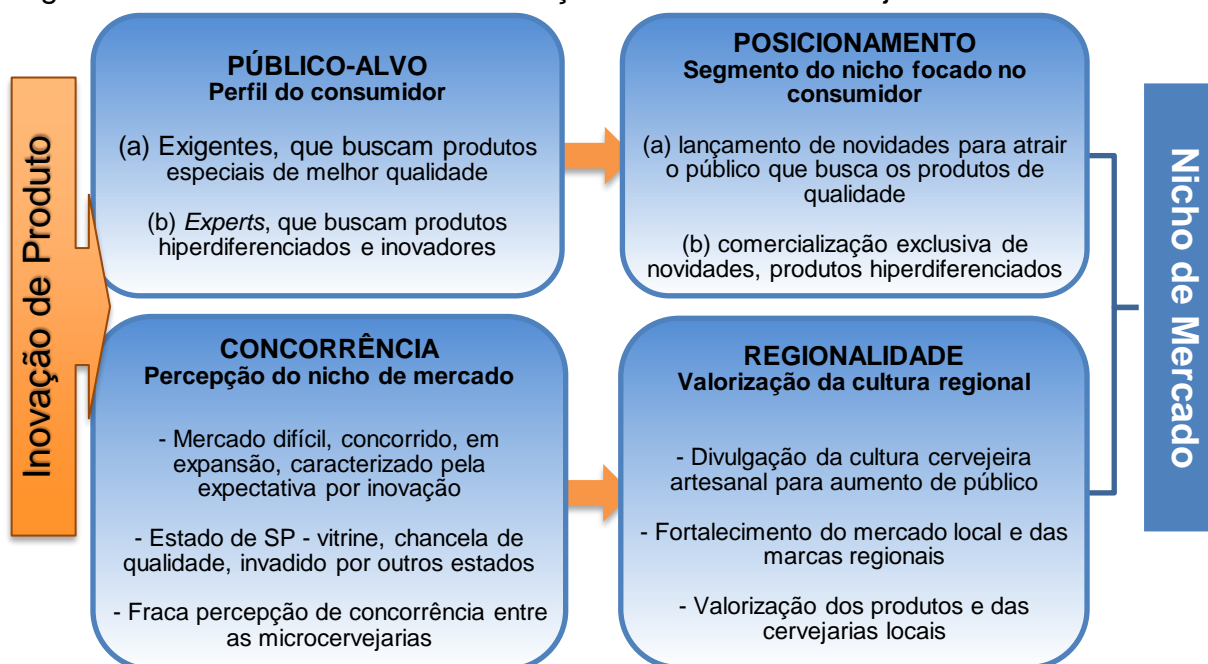 Inovação de Produto
PÚBLICO-ALVO
Perfil do consumidor
(a) Exigentes, que buscam produtos
especiais de melhor qualidade
(b) Experts, que buscam produtos
hiperdiferenciados e inovadores
POSICIONAMENTO
Segmento do nicho focado no
consumidor
(a) lançamento de novidades para atrair
o público que busca os produtos de
qualidade
(b) comercialização exclusiva de
novidades, produtos hiperdiferenciados
CONCORRÊNCIA
Percepção do nicho de mercado
- Mercado difícil, concorrido, em
expansão, caracterizado pela
expectativa por inovação
- Estado de SP - vitrine, chancela de
qualidade, invadido por outros estados
- Fraca percepção de concorrência entre
as microcervejarias
REGIONALIDADE
Valorização da cultura regional
- Divulgação da cultura cervejeira
artesanal para aumento de público
- Fortalecimento do mercado local e das
marcas regionais
- Valorização dos produtos e das
cervejarias locais
Nicho de Mercado